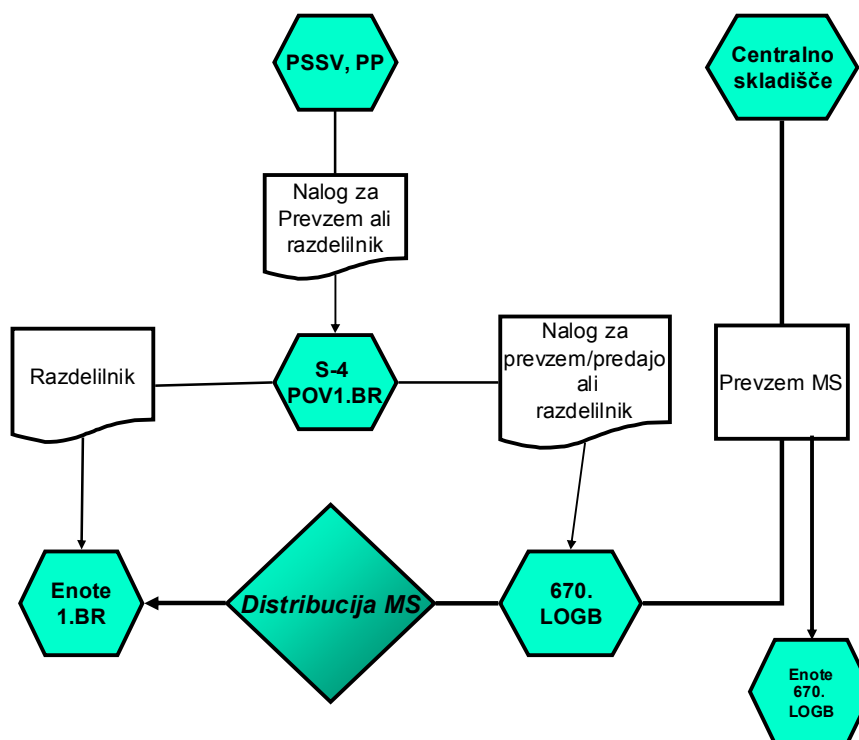 PSSV, PP
Centralno
skladišče
Nalog za
Prevzem ali
razdelilnik
Razdelilnik
S-4
POV1.BR
Nalog za
prevzem/predajo
ali
razdelilnik
Prevzem MS
Enote
1.BR
Distribucija MS
670.
LOGB
Enote
670.
LOGB